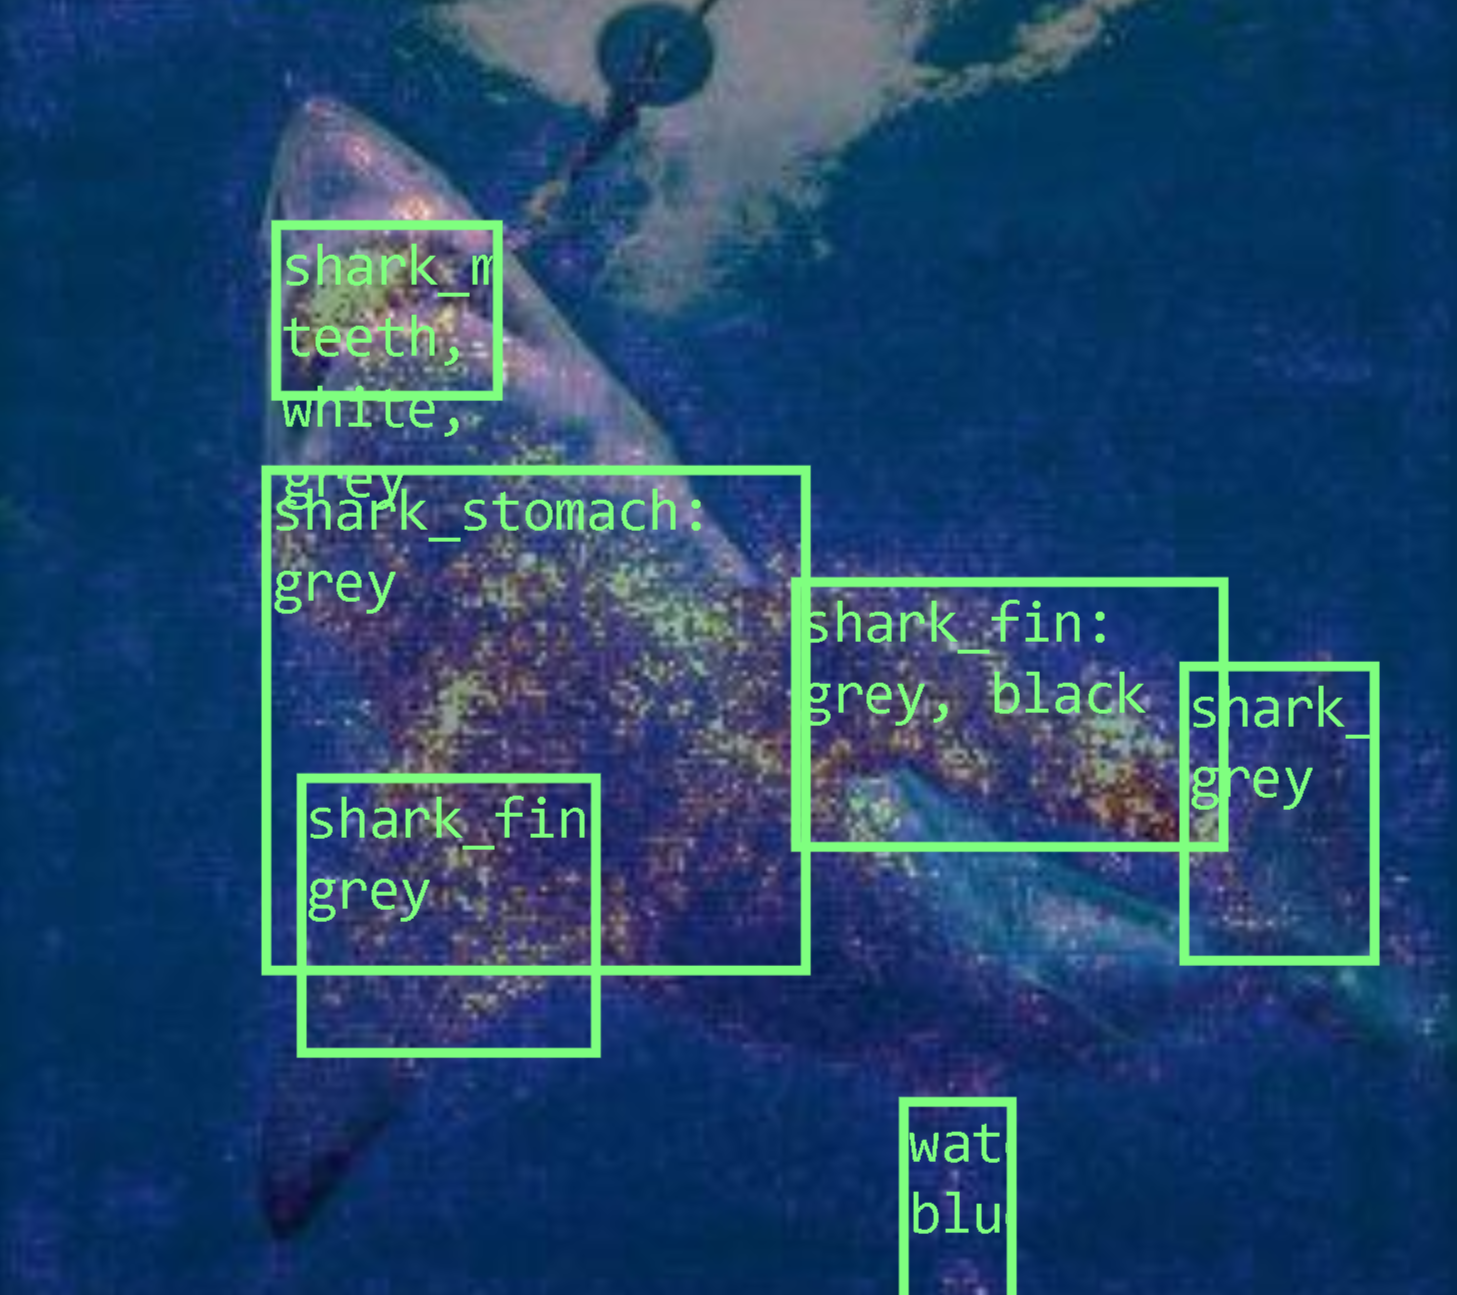 shark_m
teeth,
white,
grey
shark_stomach:
grey
shark_fin:
grey, black
shark_
grey
shark_fin
grey
wat
blu